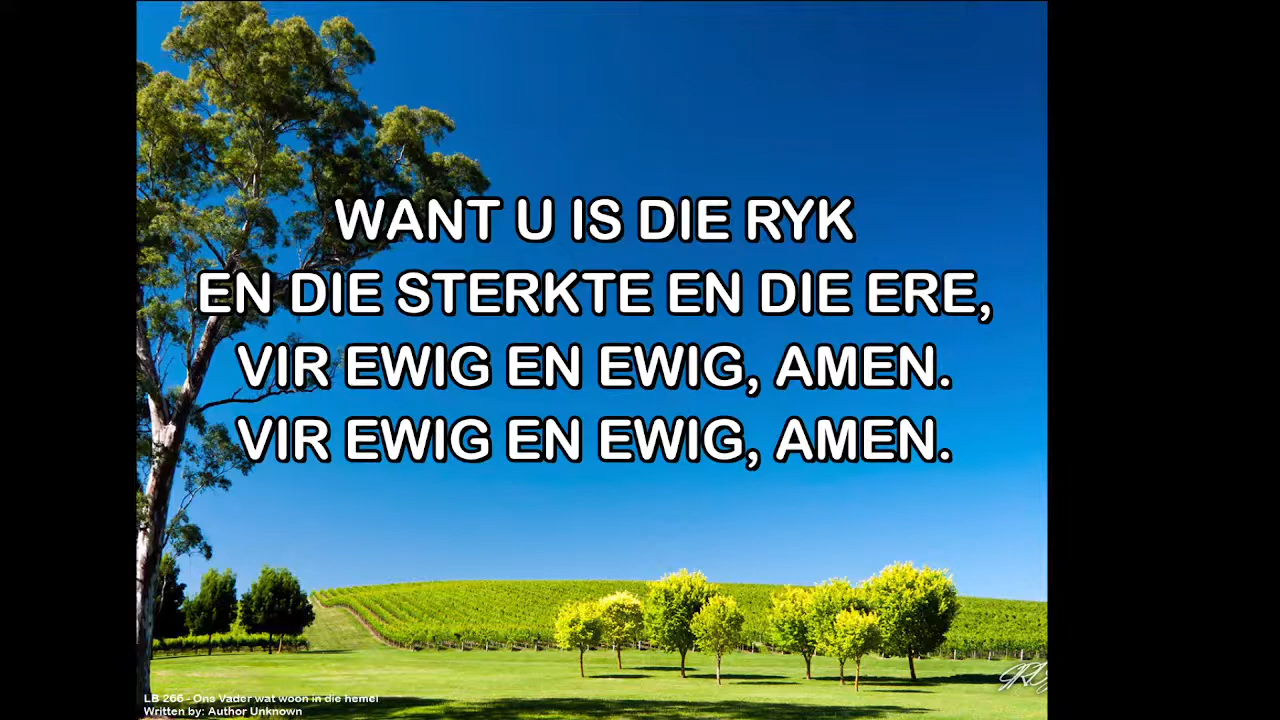 WANT U IS DIE RYK
EN DIE STERKTE EN DIE ERE,
VIR EWIG EN EWIG, AMEN.
VIR EWIG EN EWIG, AMEN.
LB 266 - Ons Vader wat woon in die hemel
Written by: Author Unknown